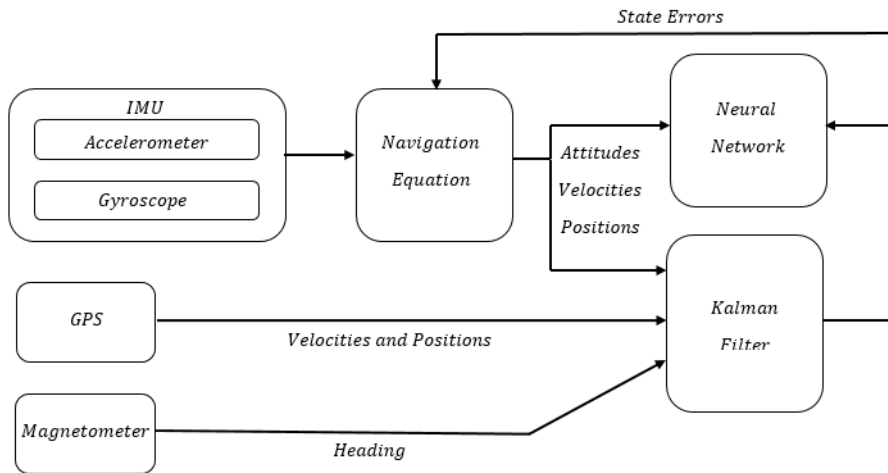 State Errors
IMU
Accelerometer
Gyroscope
Navigation
Equation
Neural
Network
Attitudes
Velocities
Positions
GPS
Velocities and Positions
Kalman
Filter
Magnetometer
Heading